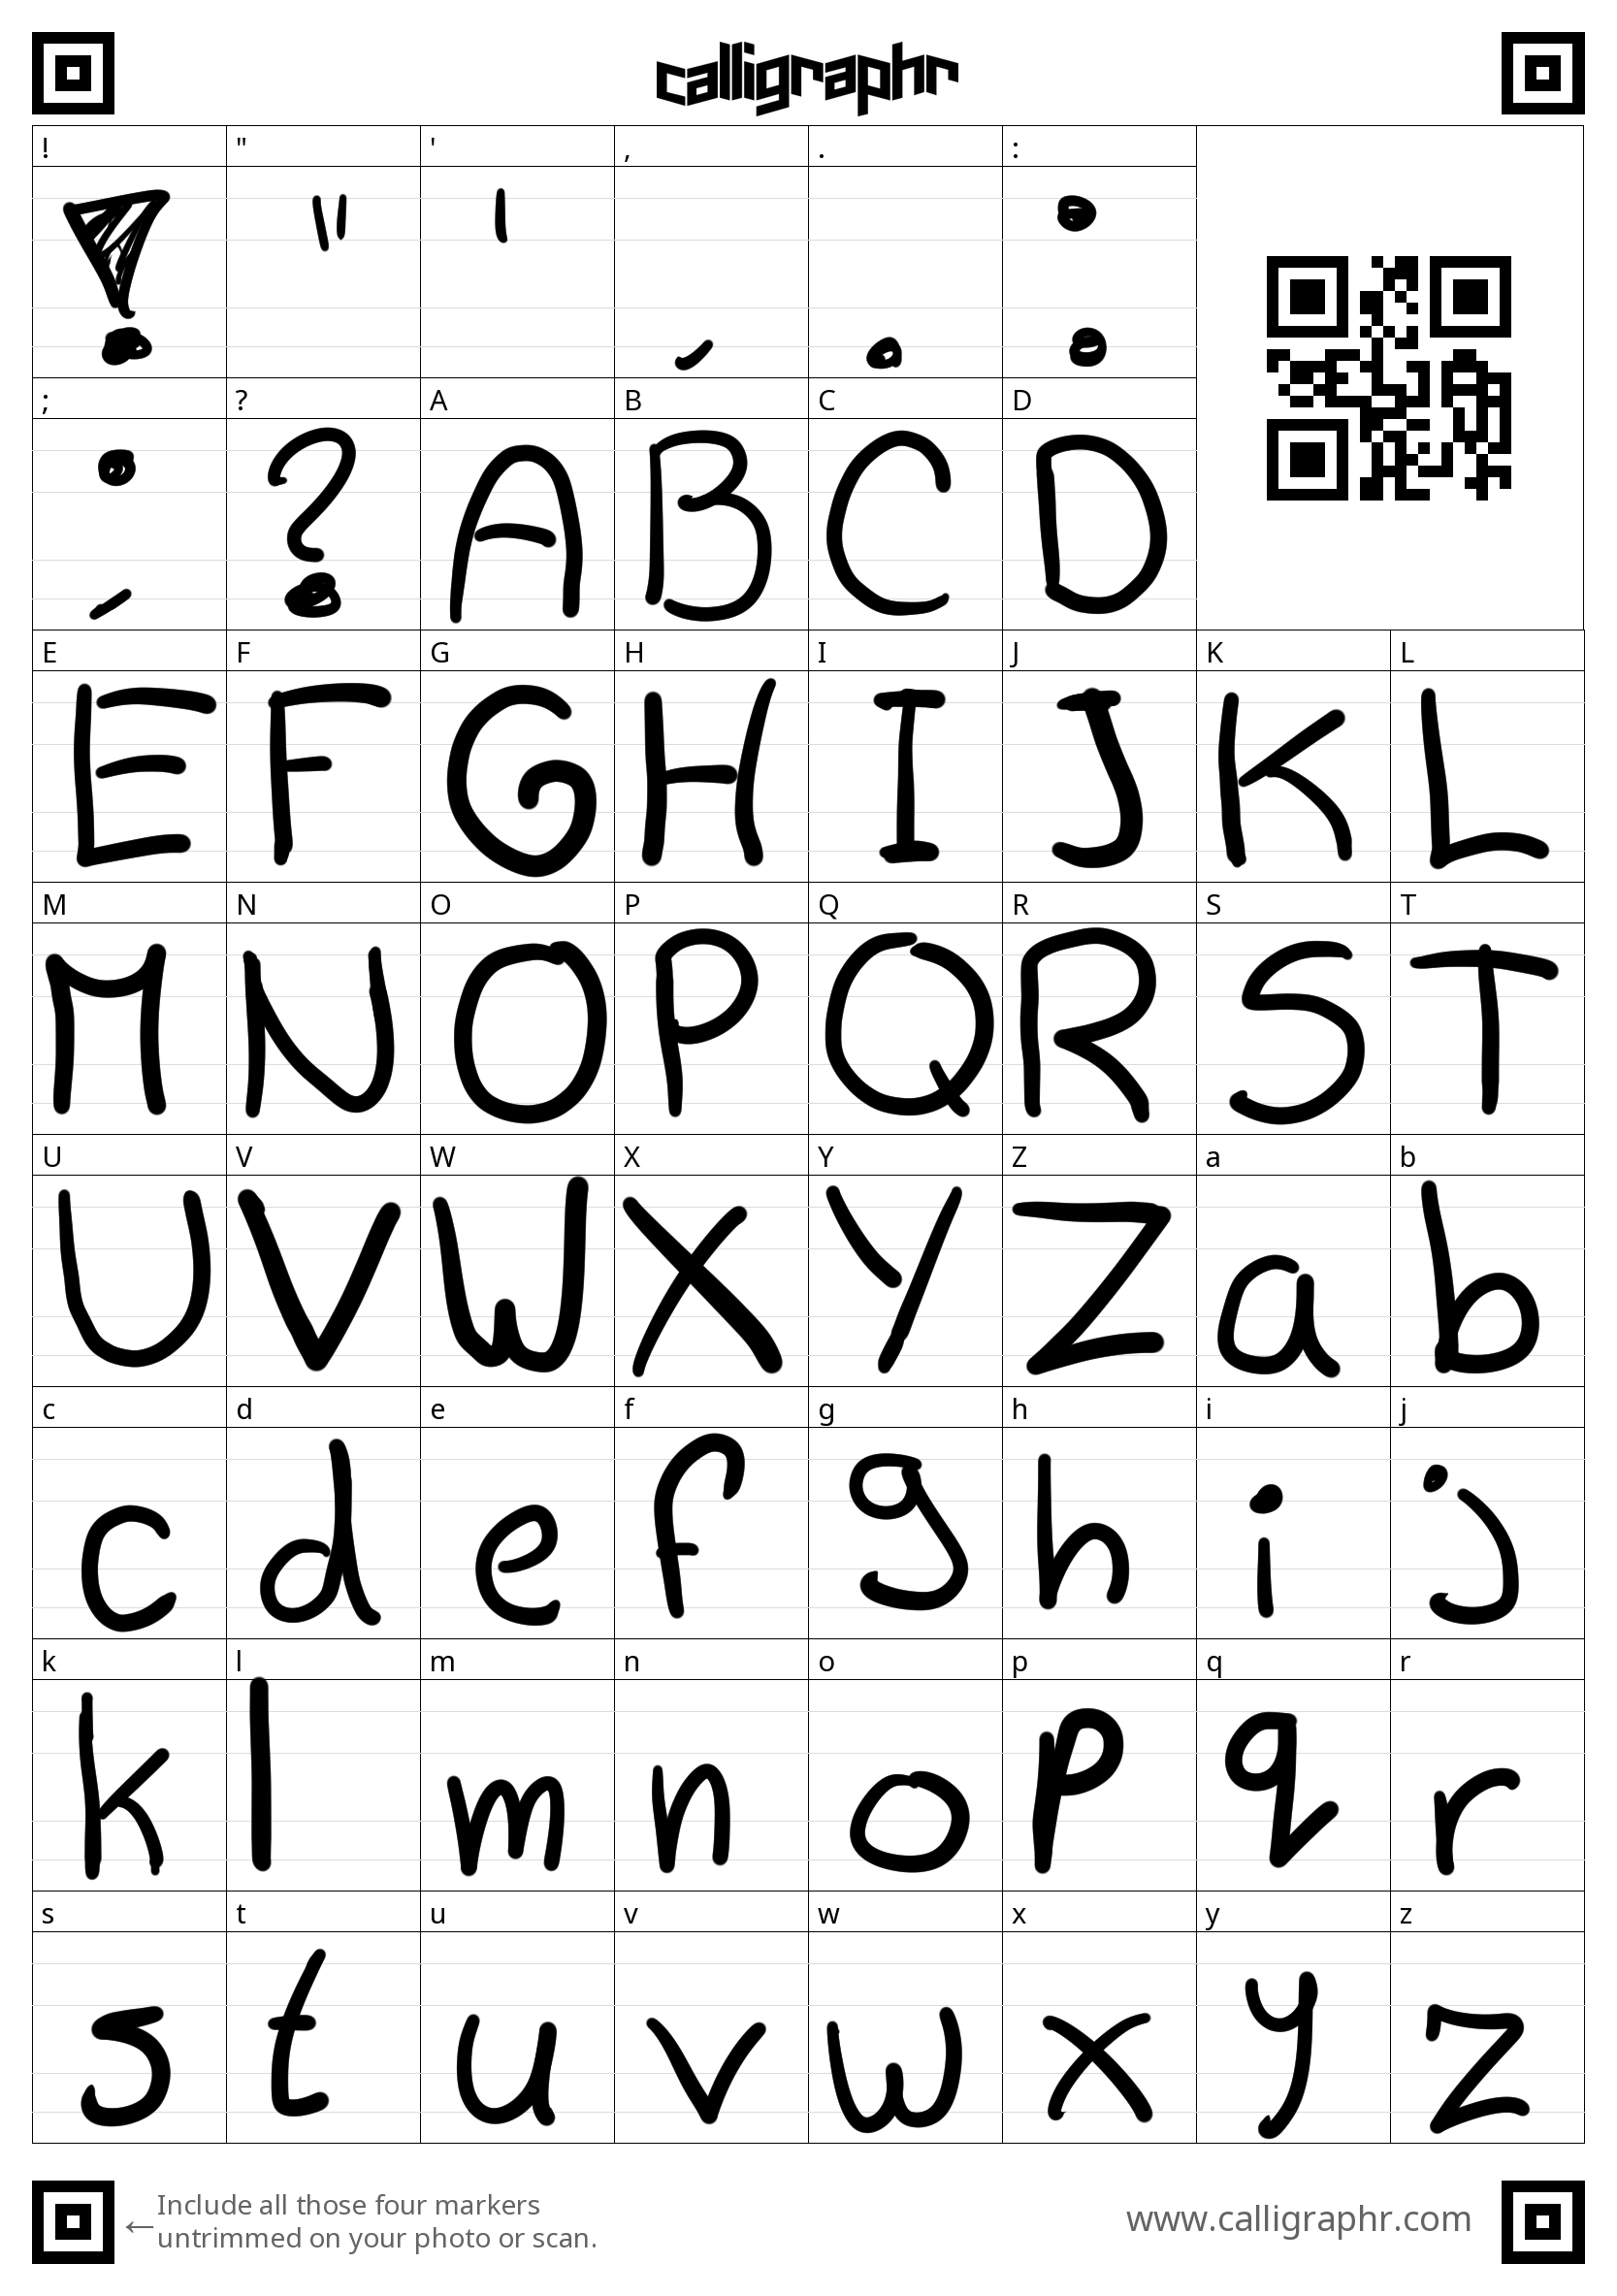 calligraphr
! " ' , . :
! " ' , . :
; ? A B C D
; ? A B C D
E F G H I J K L
E F G H I J K L
M N O P Q R S T
M N O P Q R S T
U V W X Y Z a b
U V W X Y Z a b
c d e f g h i j
c d e f g h i j
k l m n o p q r
k l m n o p q r
s t u v w x y z
s t u v w x y z
←Include all those four markers
untrimmed on your photo or scan.
www.calligraphr.com